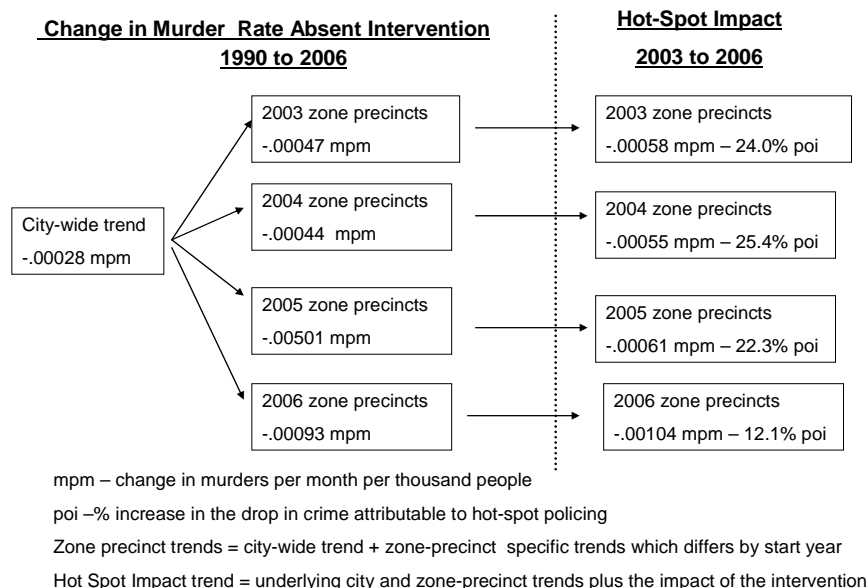 Change in Murder Rate Absent Intervention
1990 to 2006
Hot-Spot Impact
2003 to 2006
City-wide trend
-.00028 mpm
2003 zone precincts
-.00047 mpm
2004 zone precincts
-.00044 mpm
2005 zone precincts
-.00501 mpm
2006 zone precincts
-.00093 mpm
2003 zone precincts
-.00058 mpm – 24.0% poi
2004 zone precincts
-.00055 mpm – 25.4% poi
2005 zone precincts
-.00061 mpm – 22.3% poi
2006 zone precincts
-.00104 mpm – 12.1% poi
mpm – change in murders per month per thousand people
poi –% increase in the drop in crime attributable to hot-spot policing
Zone precinct trends = city-wide trend + zone-precinct specific trends which differs by start year
Hot Spot Impact trend = underlying city and zone-precinct trends plus the impact of the intervention